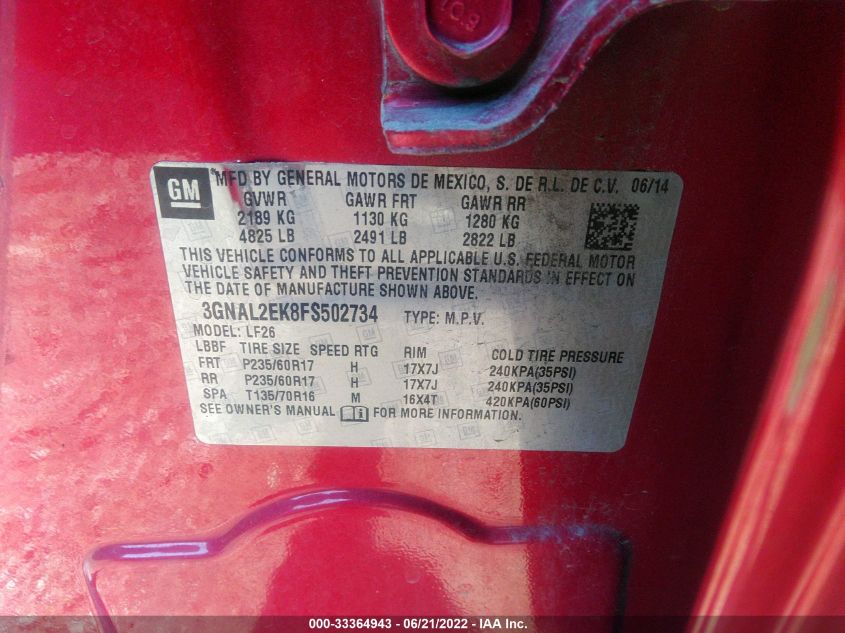 10.9
GM
MFD BY GENERAL MOTORS DE MEXICO, S. DE R.L. DE C.V. 06/14
GVWR GAWR FRT GAWR RR
2189 KG 1130 KG 1280 KG
4825 LB 2491 LB 2822 LB
THIS VEHICLE CONFORMS TO ALL APPLICABLE U.S. FEDERAL MOTOR
VEHICLE SAFETY AND THEFT PREVENTION STANDARDS IN EFFECT ON
THE DATE OF MANUFACTURE SHOWN ABOVE.
3GNAL2EK8FS502734 TYPE: M.P.V.
MODEL: LF26
LBBF TIRE SIZE SPEED RTG RIM COLD TIRE PRESSURE
FRT P235/60R17 H 17X7J 240KPA(35PSI)
RR P235/60R17 H 17X7J 240KPA(35PSI)
SPA T135/70R16 M 16X4T 420KPA(60PSI)
SEE OWNER'S MANUAL FOR MORE INFORMATION.
000-33364943 - 06/21/2022 - IAAI, Inc.